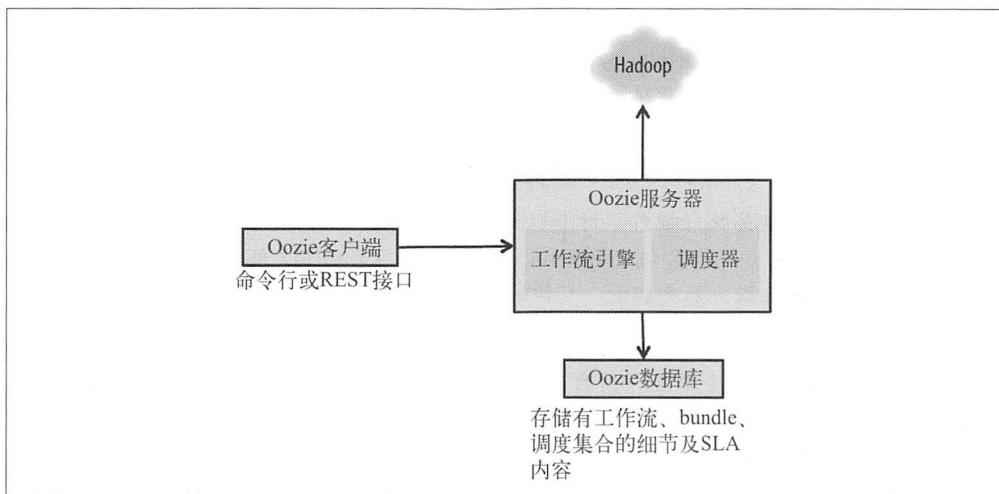 Hadoop
Oozie服务器
工作流引擎 调度器
Oozie客户端
命令行或REST接口
Oozie数据库
存储有工作流、bundle、
调度集合的细节及SLA
内容